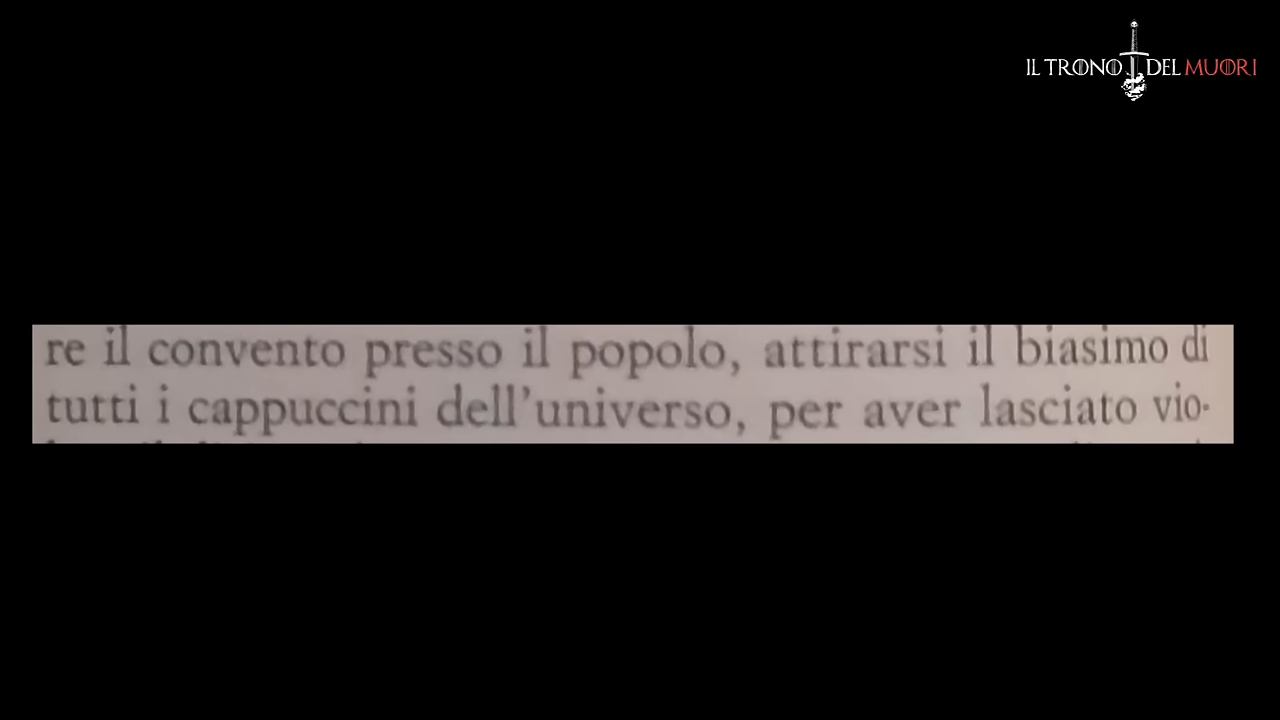 IL TRONO DEL MUORI
re il convento presso il popolo, attirarsi il biasimo di
tutti i cappuccini dell'universo, per aver lasciato vio-